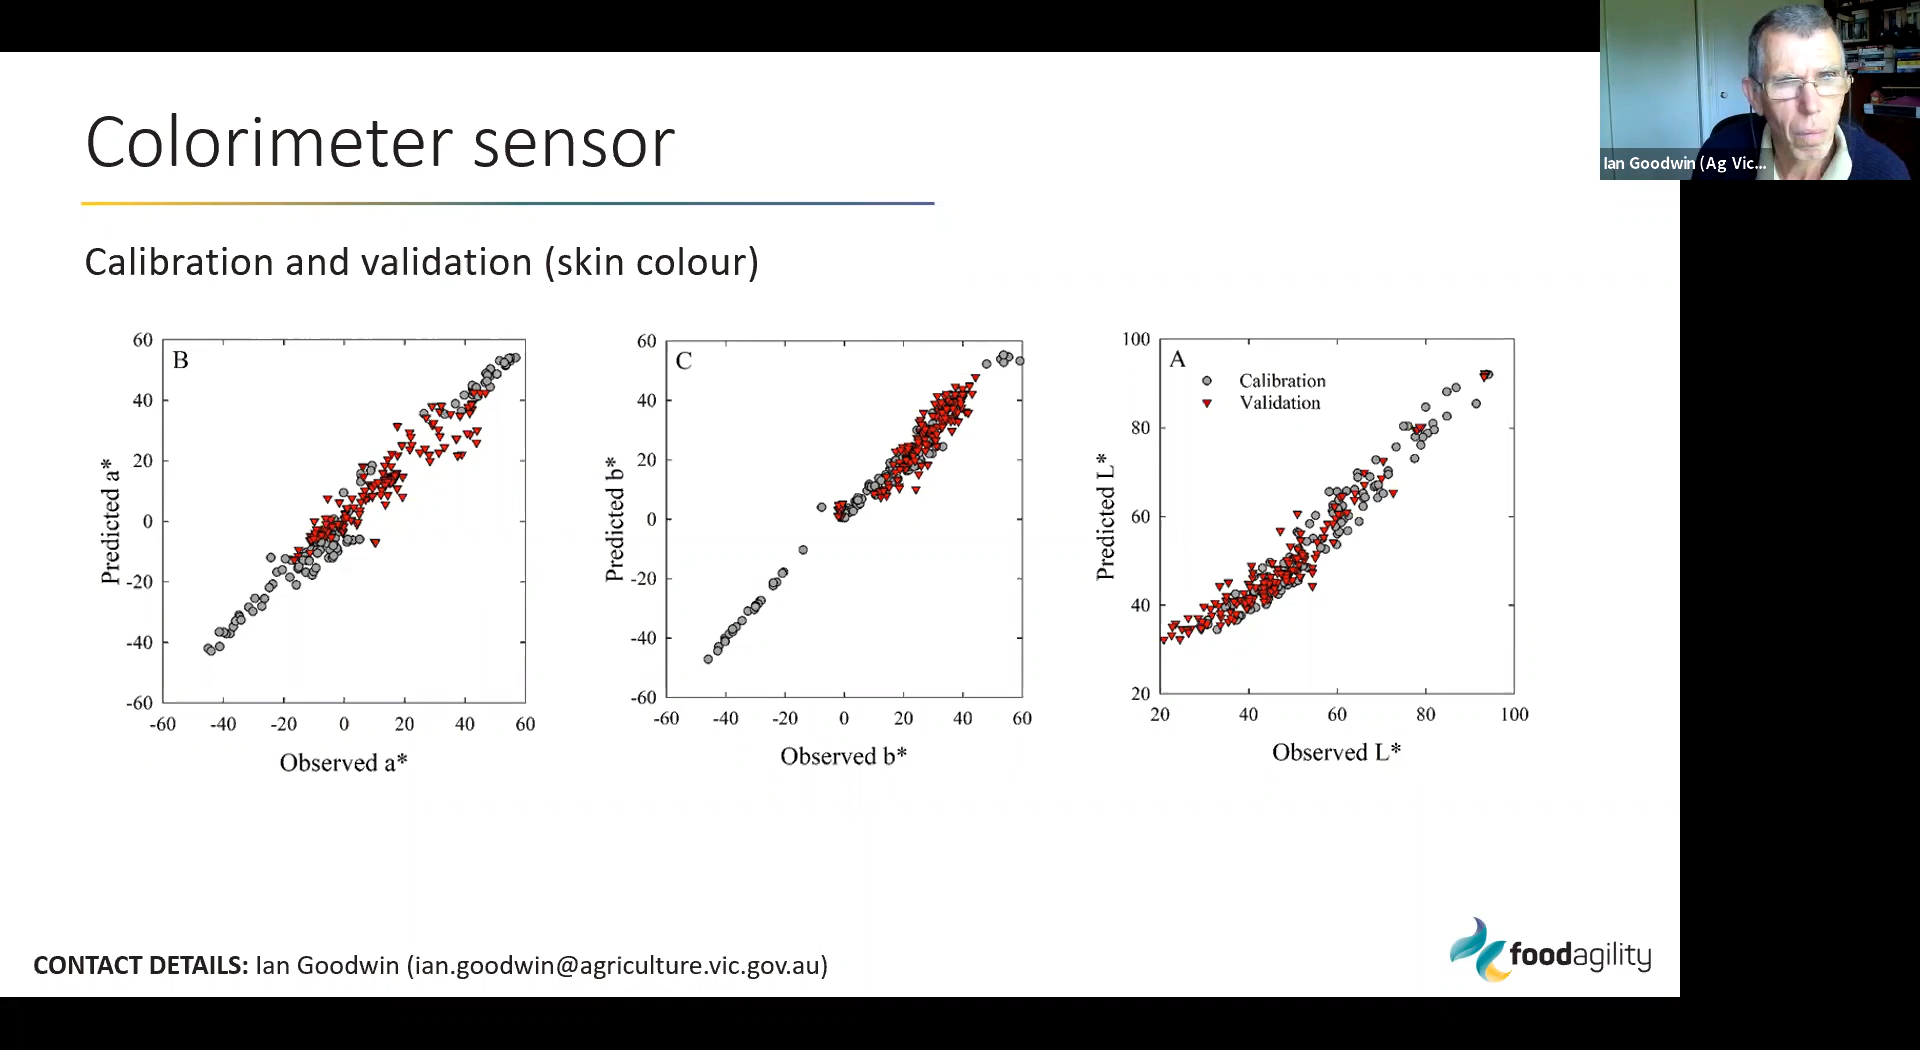 Colorimeter sensor
Ian Goodwin (Ag Vic...
Calibration and validation (skin colour)
B
60
40
20
0
-20
-40
-60
Predicted a*
-60 -40 -20 0 20 40 60
Observed a*
C
60
40
20
0
-20
-40
-60
Predicted b*
-60 -40 -20 0 20 40 60
Observed b*
A
Calibration
Validation
100
80
60
40
20
Predicted L*
20 40 60 80 100
Observed L*
CONTACT DETAILS: Ian Goodwin (ian.goodwin@agriculture.vic.gov.au)
foodagility